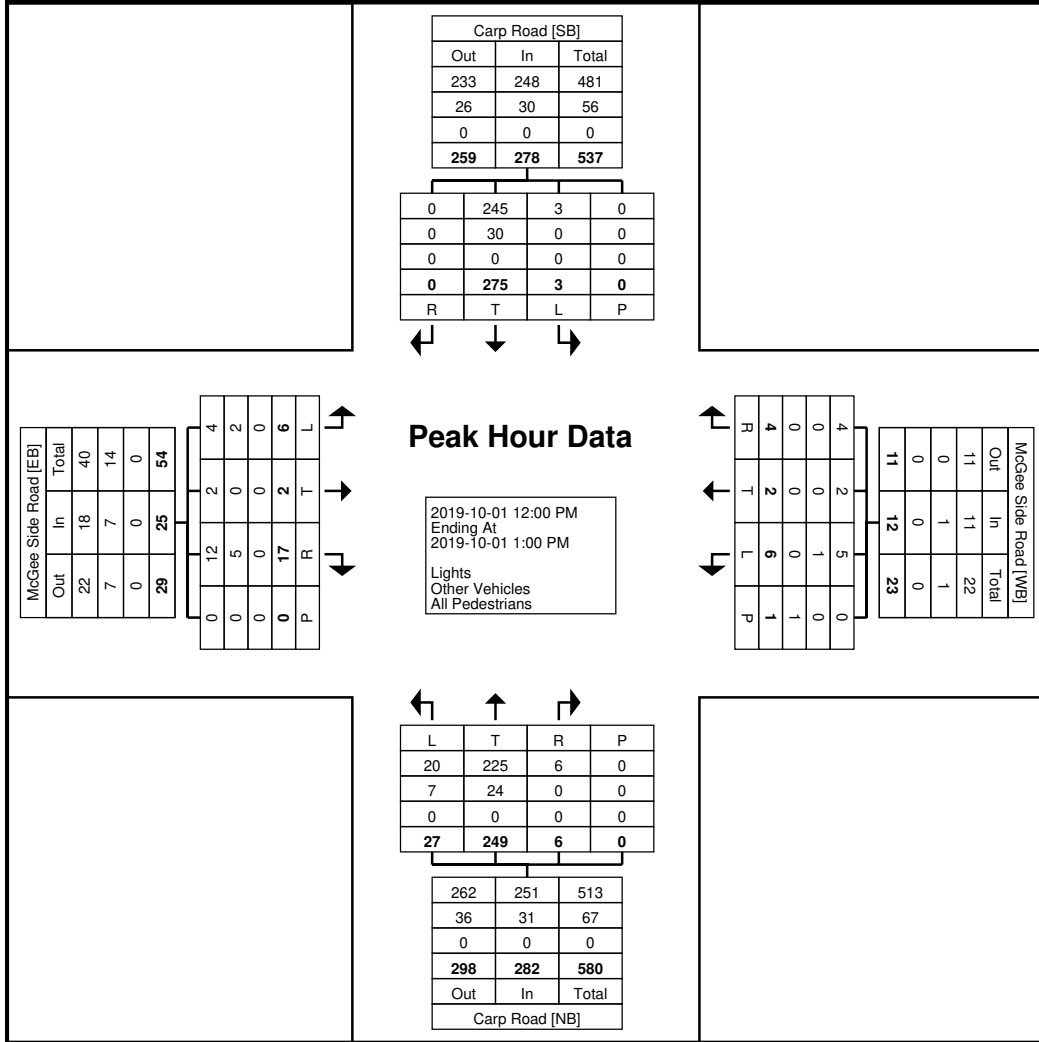 Carp Road [SB]
Out In Total
233 248 481
26 30 56
0 0 0
259 278 537
0 245 3 0
0 30 0 0
0 0 0 0
0 275 3 0
R T L P
McGee Side Road [EB]
Out In Total
22 18 40
7 7 14
0 0 0
29 25 54
0 12 2 4
0 5 0 2
0 0 0 0
0 17 2 6
P R T L
Peak Hour Data
2019-10-01 12:00 PM
Ending At
2019-10-01 1:00 PM
Lights
Other Vehicles
All Pedestrians
McGee Side Road [WB]
Out In Total
11 11 22
0 1 1
0 0 0
11 12 23
4 2 5 0
0 0 1 0
0 0 0 1
4 2 6 1
R T L P
L T R P
20 225 6 0
7 24 0 0
0 0 0 0
27 249 6 0
262 251 513
36 31 67
0 0 0
298 282 580
Out In Total
Carp Road [NB]